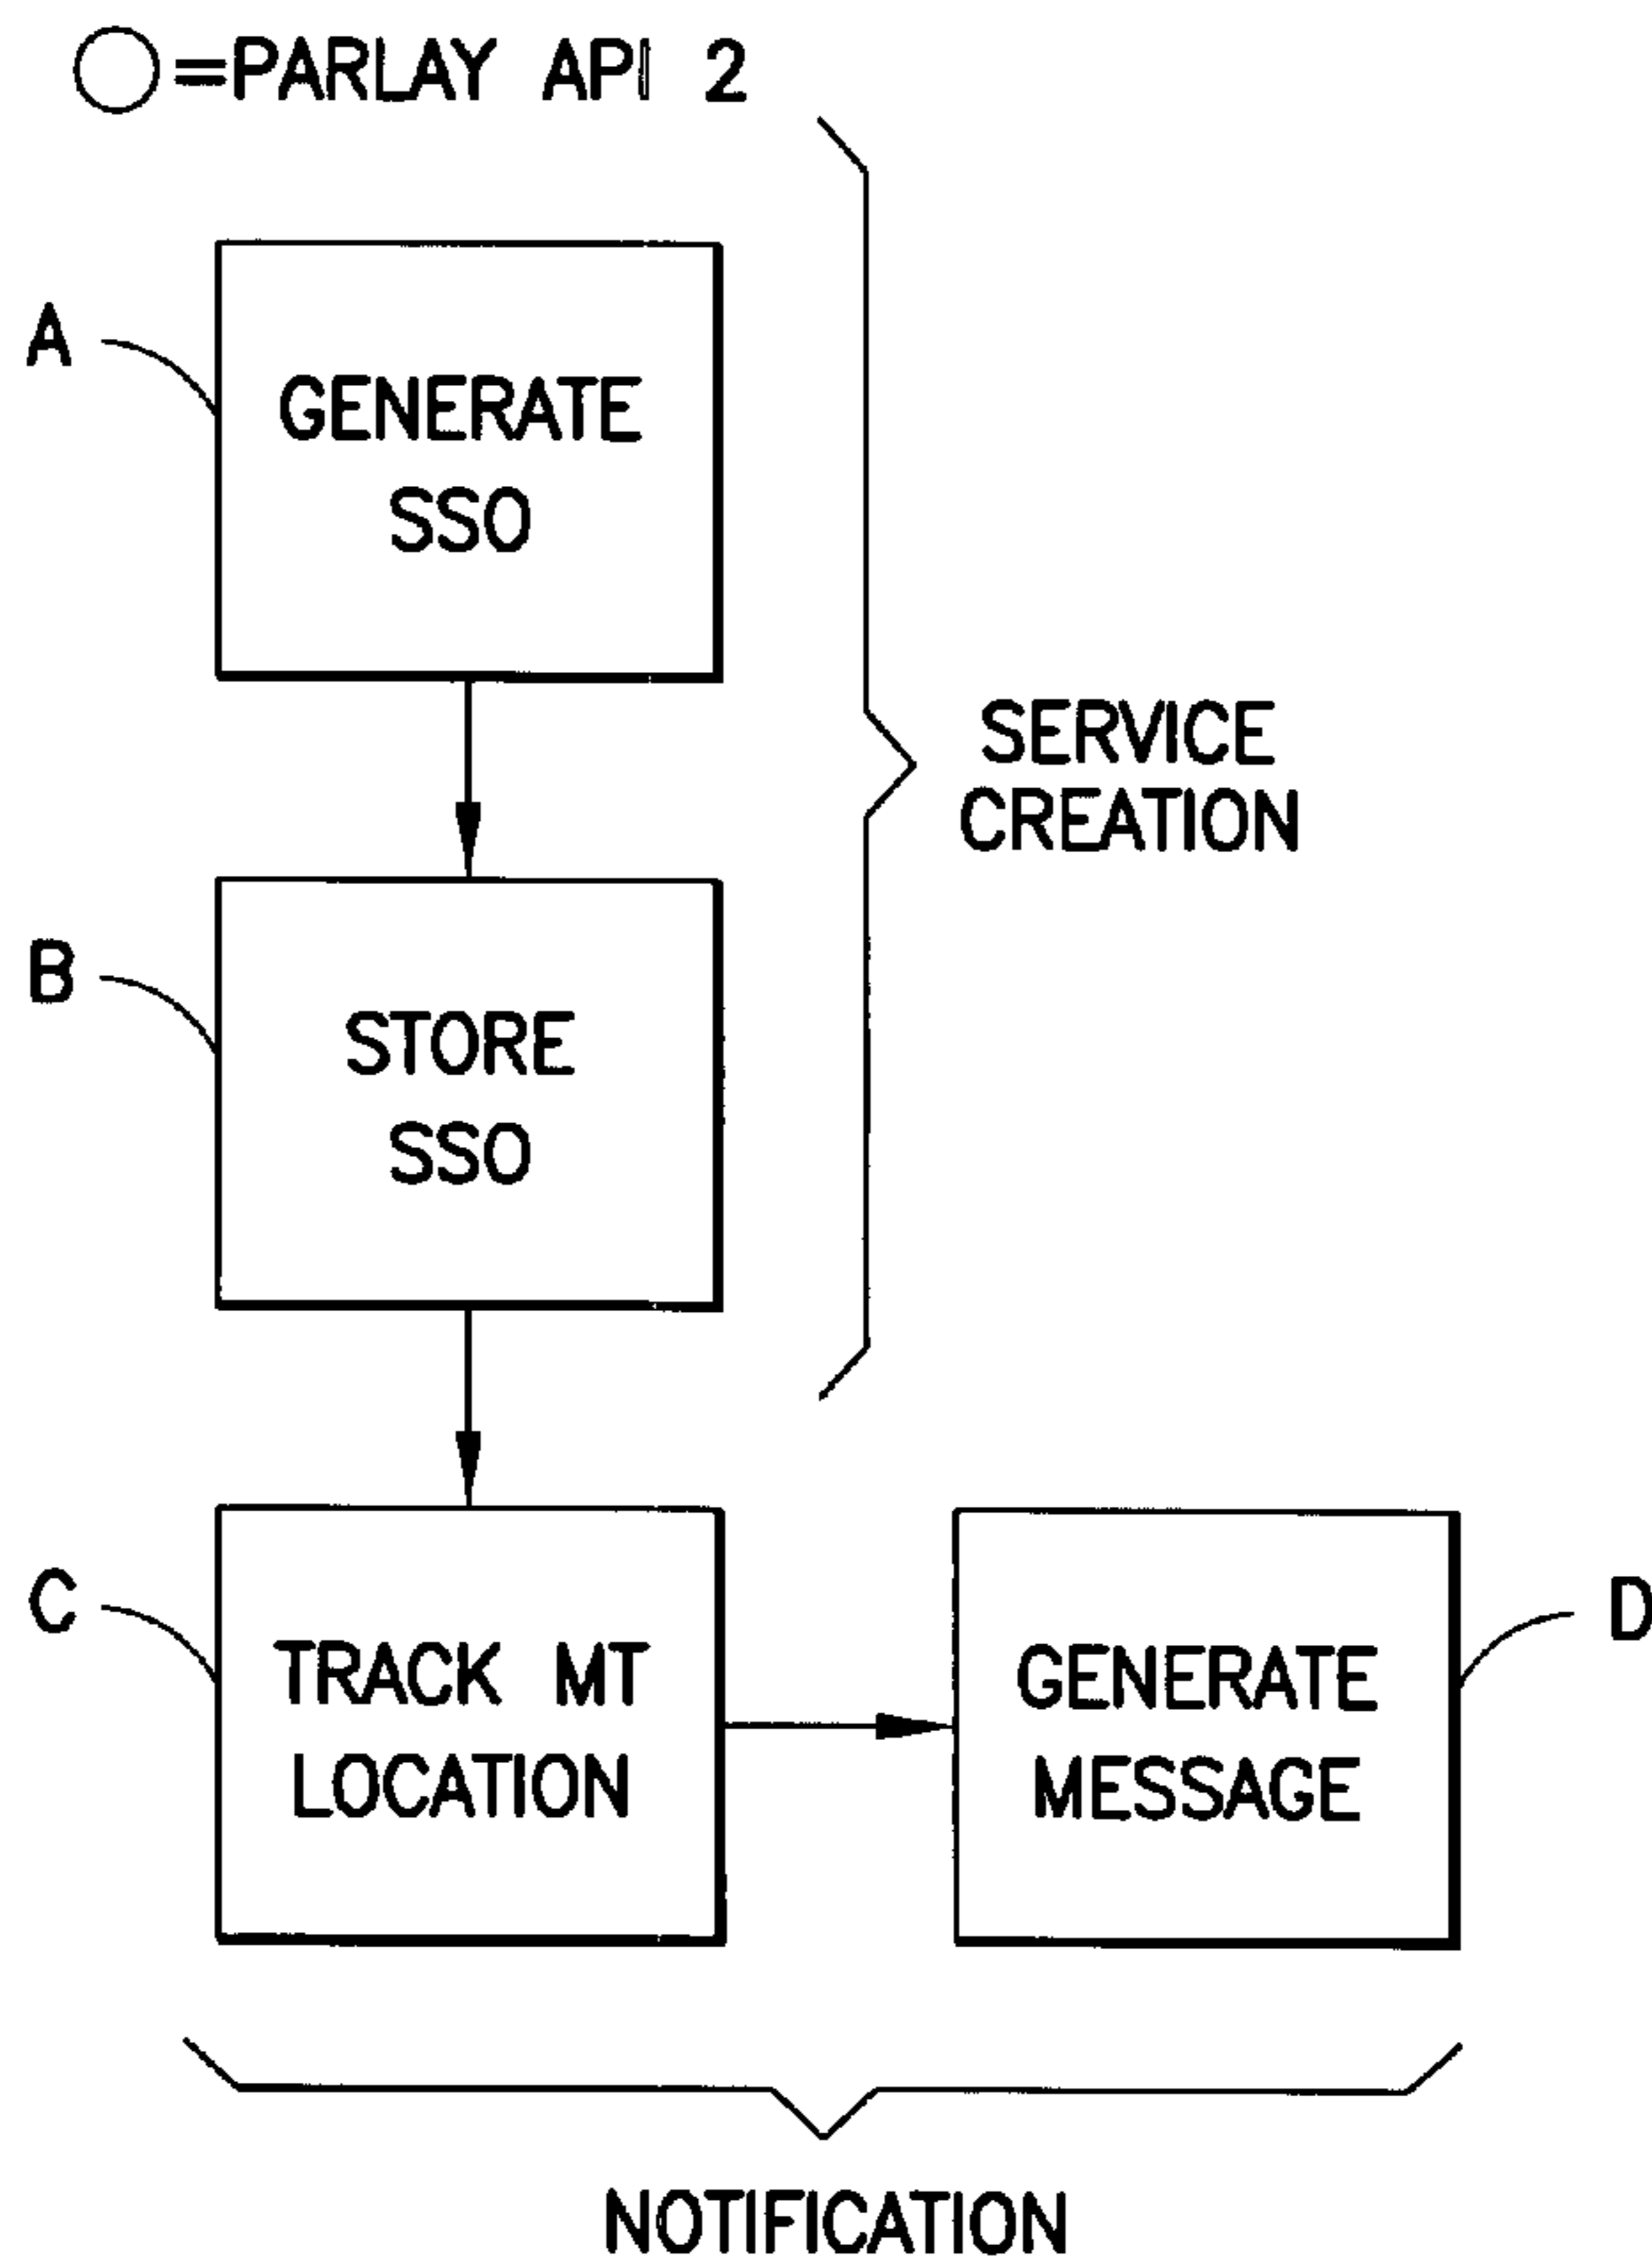 =PARLAY API 2
A
GENERATE
SSO
SERVICE
CREATION
B
STORE
SSO
C
TRACK MT
LOCATION
GENERATE
MESSAGE
D
NOTIFICATION